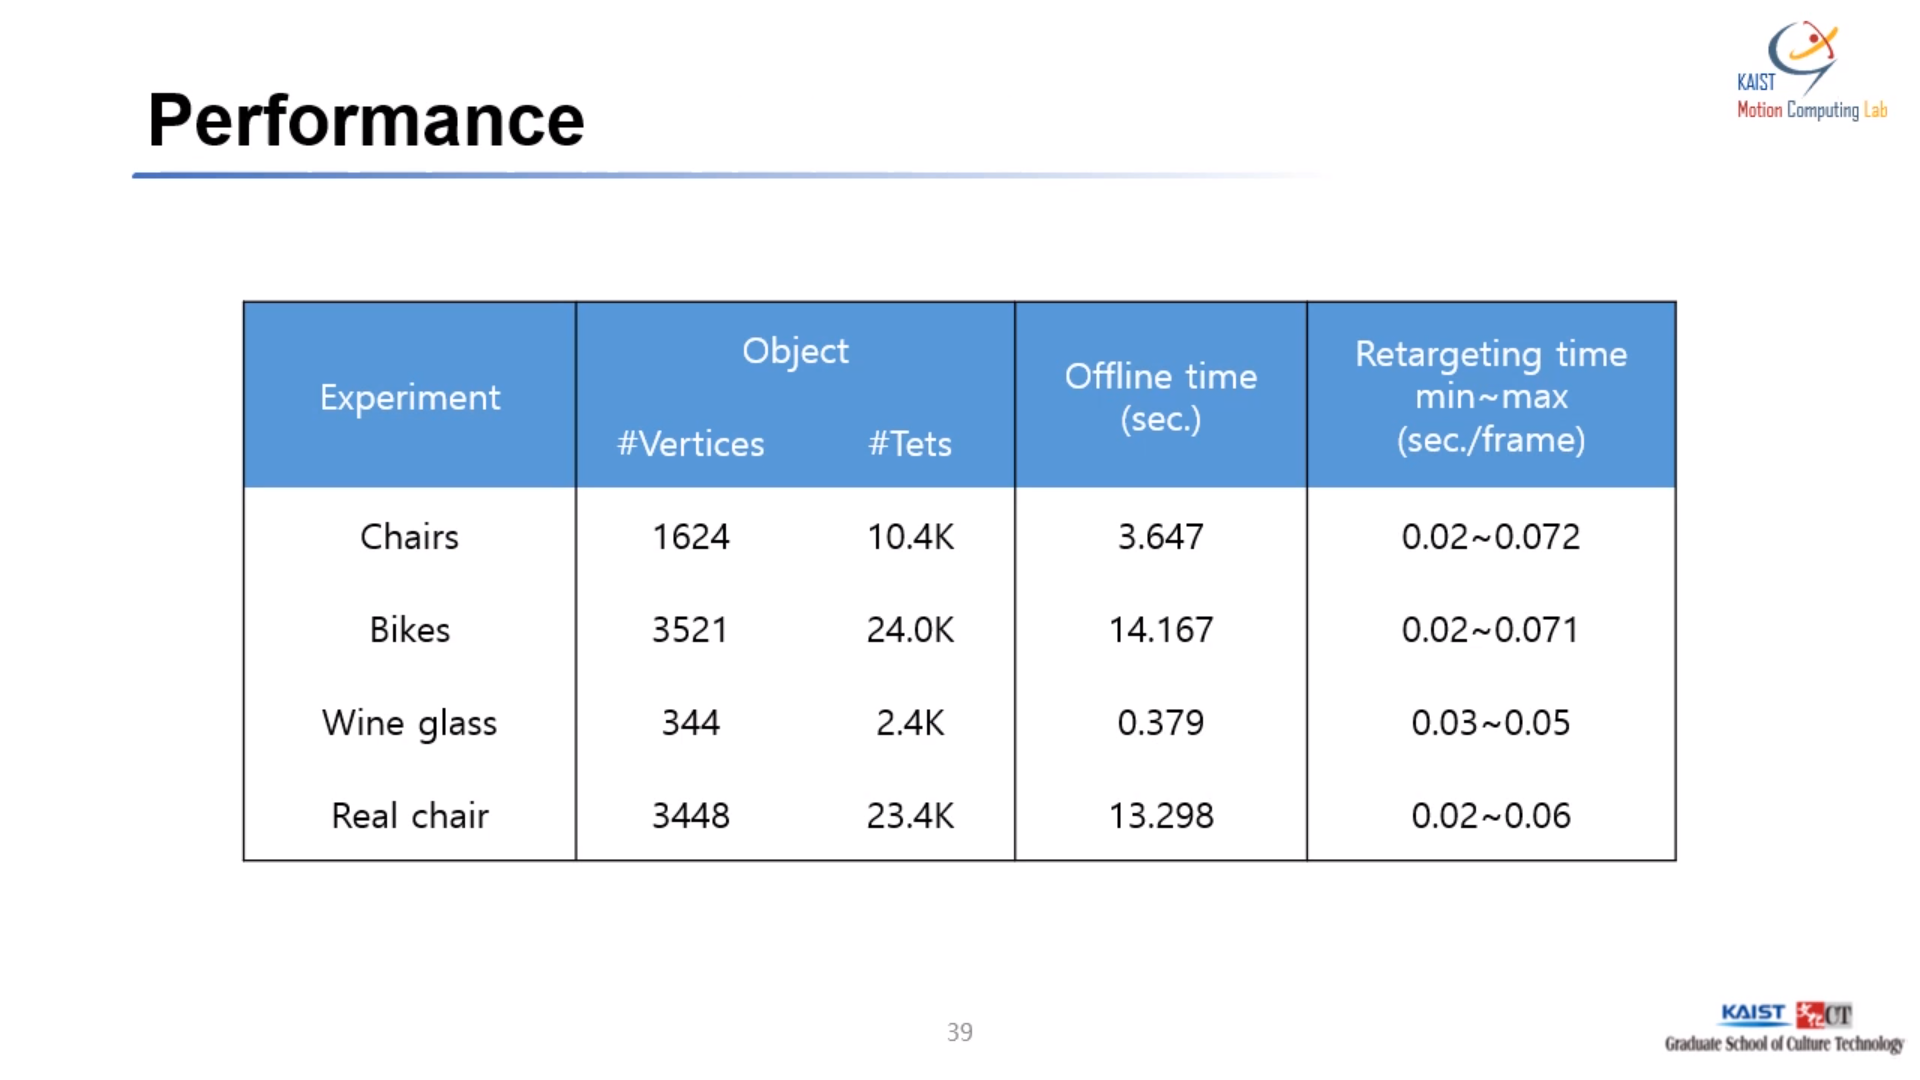 KAIST
Motion Computing Lab
Performance
Experiment
Object
#Vertices #Tets
Offline time
(sec.)
Retargeting time
min~max
(sec./frame)
Chairs 1624 10.4K 3.647 0.02~0.072
Bikes 3521 24.0K 14.167 0.02~0.071
Wine glass 344 2.4K 0.379 0.03~0.05
Real chair 3448 23.4K 13.298 0.02~0.06
39
KAIST 文化 CT
Graduate School of Culture Technology